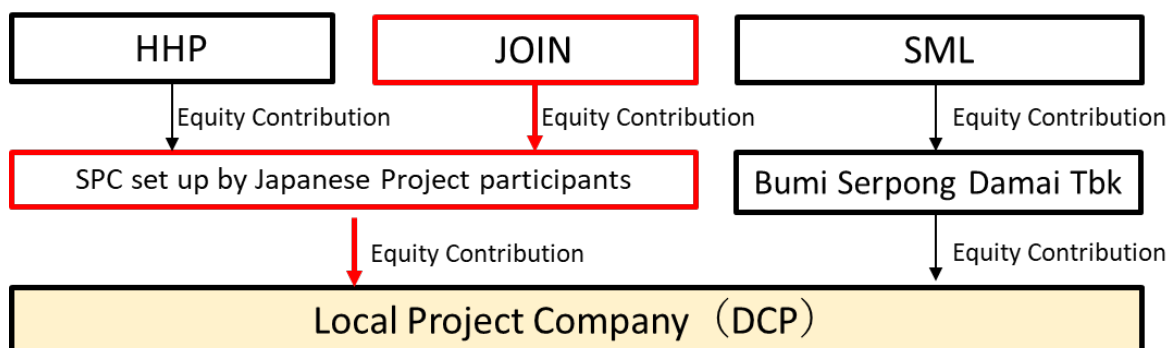 HHP
JOIN
SML
Equity Contribution
Equity Contribution
Equity Contribution
SPC set up by Japanese Project participants
Bumi Serpong Damai Tbk
Equity Contribution
Equity Contribution
Local Project Company（DCP）